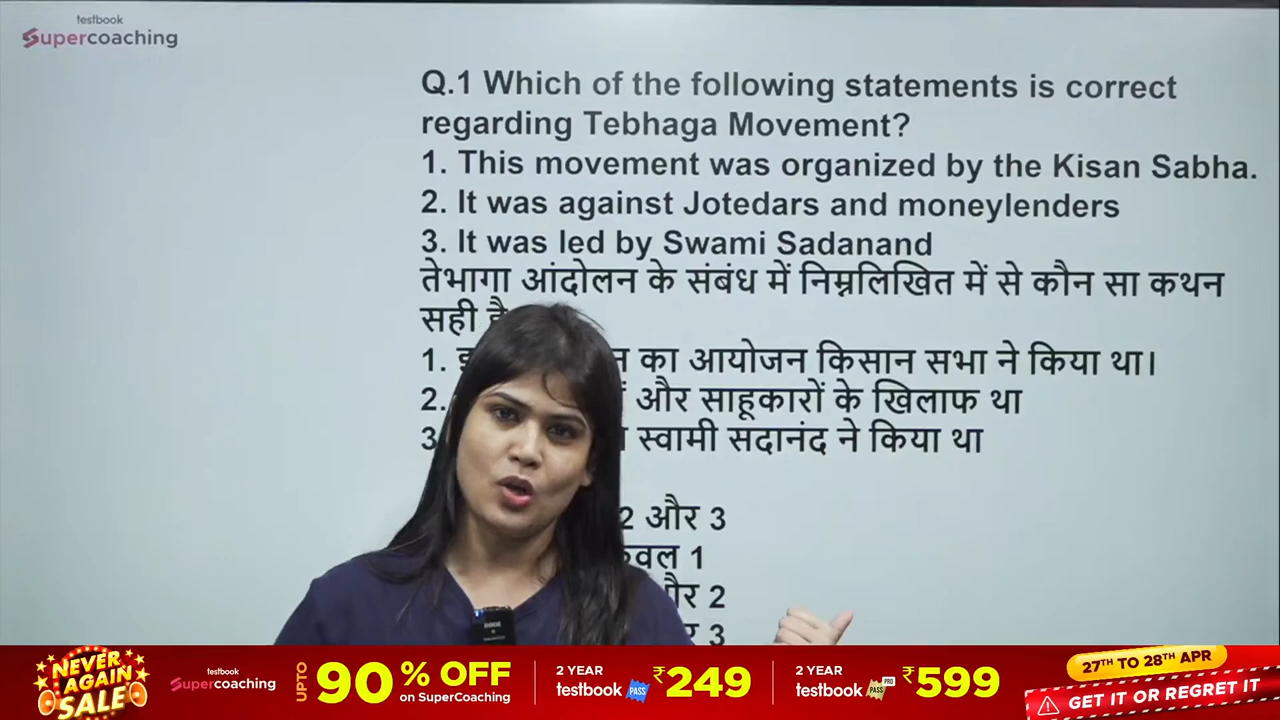 testbook
Supercoaching
Q.1 Which of the following statements is correct
regarding Tebhaga Movement?
1. This movement was organized by the Kisan Sabha.
2. It was against Jotedars and moneylenders
3. It was led by Swami Sadanand
तेभागा आंदोलन के संबंध में निम्नलिखित में से कौन सा कथन
सही है
1. का आयोजन किसान सभा ने किया था।
2. और साहूकारों के खिलाफ था
3 स्वामी सदानंद ने किया था
2 और 3
1
2
3
RODE
NEVER
AGAIN
SALE
testbook
Supercoaching
UPTO 90% OFF
on SuperCoaching
2 YEAR
testbook PASS ₹249
2 YEAR
testbook PASS PRO ₹599
27TH TO 28TH APR
GET IT OR REGRET IT